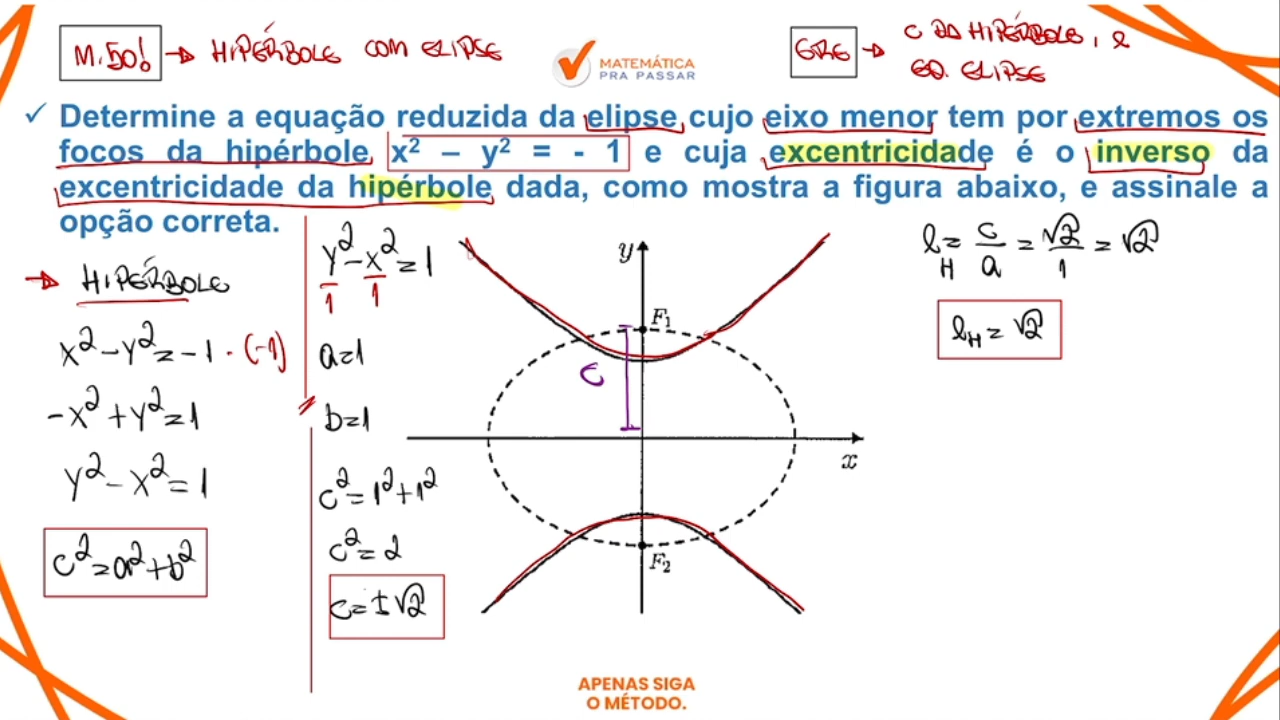 M.50! → HIPÉRBOLE COM ELIPSE
MATEMÁTICA
PRA PASSAR
GRE → C DA HIPÉRBOLE, e
EQ. ELIPSE
✓ Determine a equação reduzida da elipse cujo eixo menor tem por extremos os
focos da hipérbole x² – y² = - 1 e cuja excentricidade é o inverso da
excentricidade da hipérbole dada, como mostra a figura abaixo, e assinale a
opção correta.
→ HIPÉRBOLE
x²-y²=-1 · (-1)
-x²+y²=1
y²-x²=1
c²=a²+b²
y²/1-x²/1=1
a=1
b=1
c²=1²+1²
c²=2
c=±√2
y
F₁
C
x
F₂
e_H=c/a=√2/1=√2
e_H=√2
APENAS SIGA
O MÉTODO.